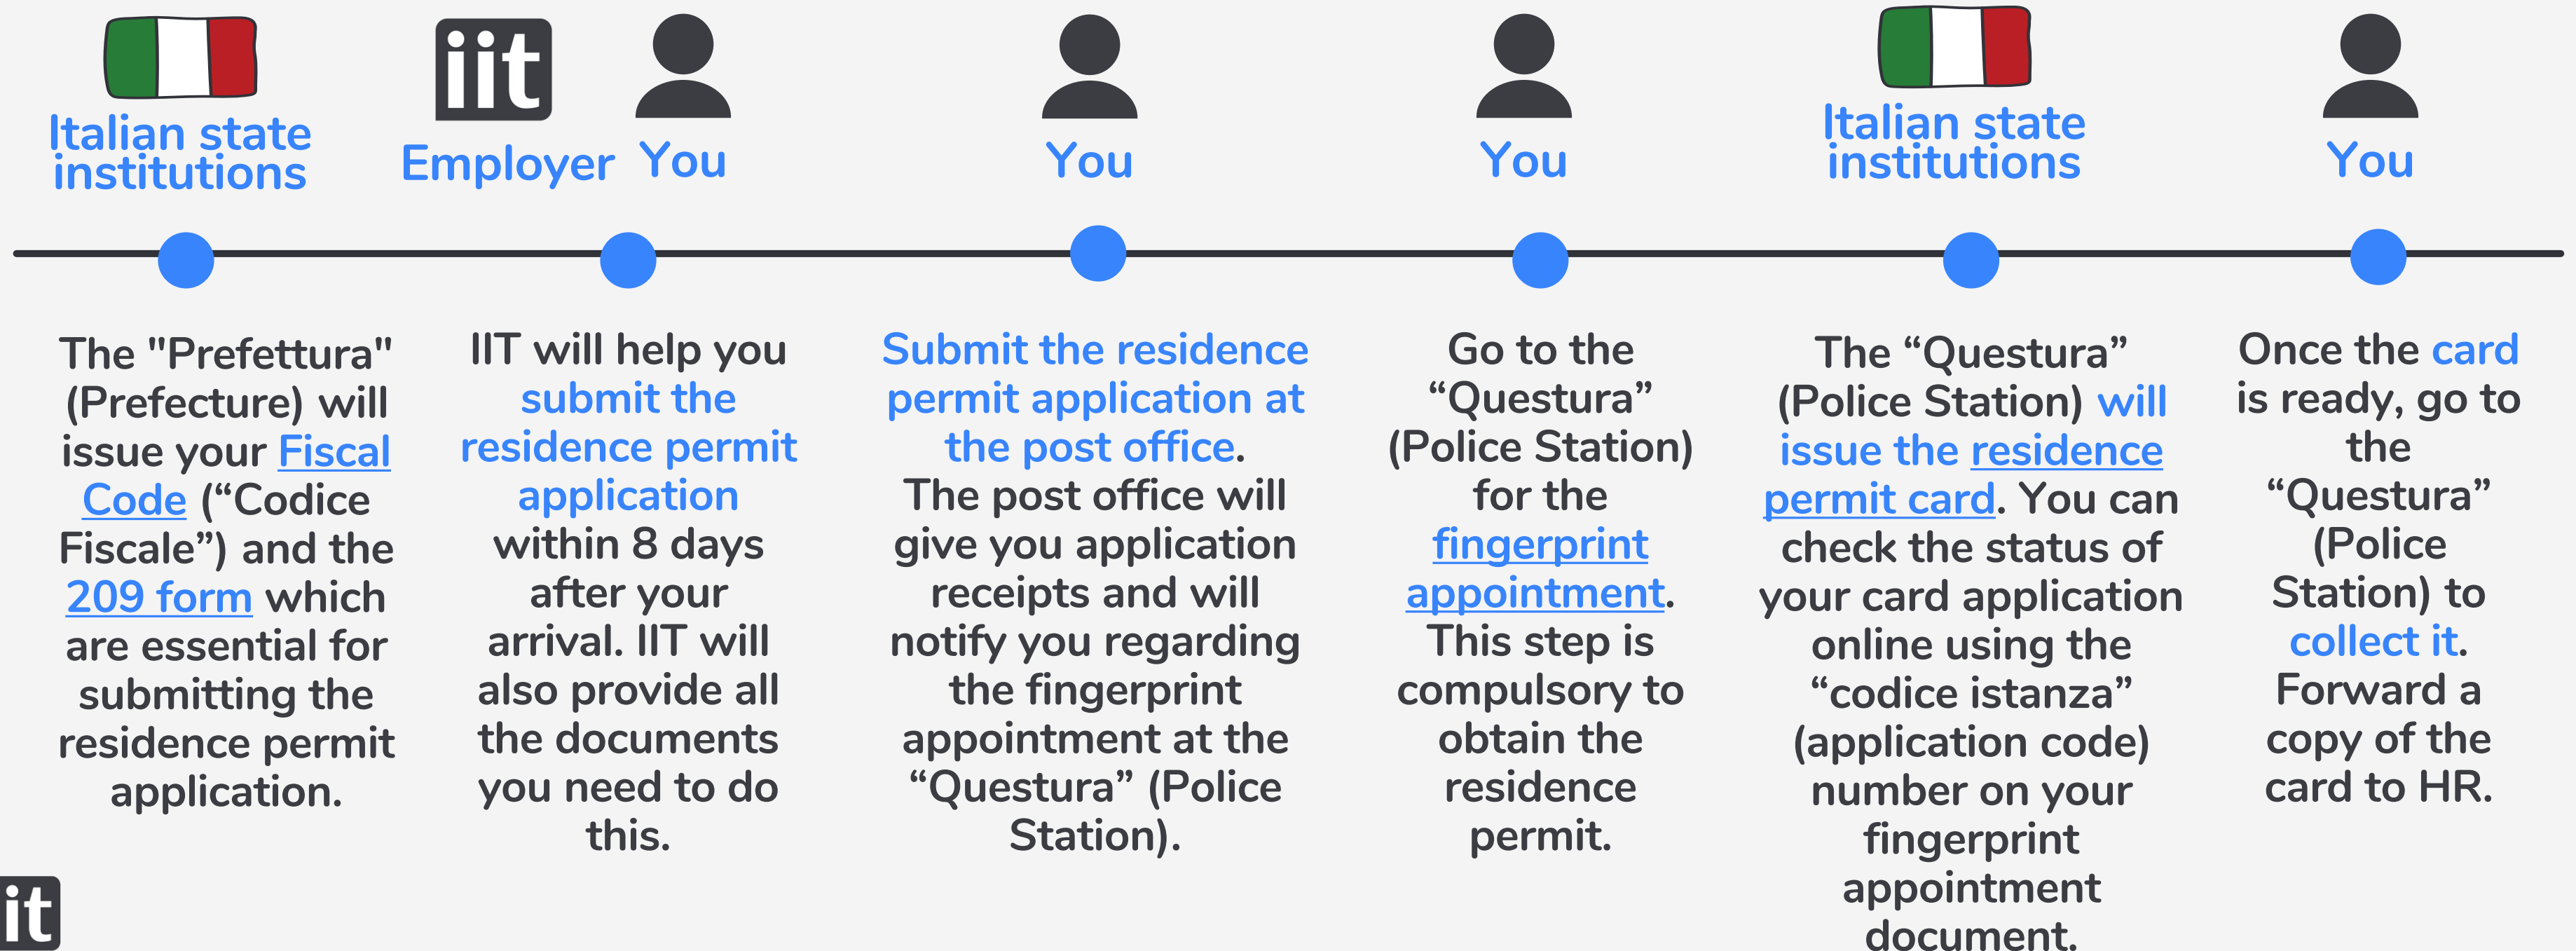 iit
Italian state
institutions
Employer
You
You
You
Italian state
institutions
You
The "Prefettura"
(Prefecture) will
issue your Fiscal
Code (“Codice
Fiscale”) and the
209 form which
are essential for
submitting the
residence permit
application.
IIT will help you
submit the
residence permit
application
within 8 days
after your
arrival. IIT will
also provide all
the documents
you need to do
this.
Submit the residence
permit application at
the post office.
The post office will
give you application
receipts and will
notify you regarding
the fingerprint
appointment at the
“Questura” (Police
Station).
Go to the
“Questura”
(Police Station)
for the
fingerprint
appointment.
This step is
compulsory to
obtain the
residence
permit.
The “Questura”
(Police Station) will
issue the residence
permit card. You can
check the status of
your card application
online using the
“codice istanza”
(application code)
number on your
fingerprint
appointment
document.
Once the card
is ready, go to
the
“Questura”
(Police
Station) to
collect it.
Forward a
copy of the
card to HR.
it